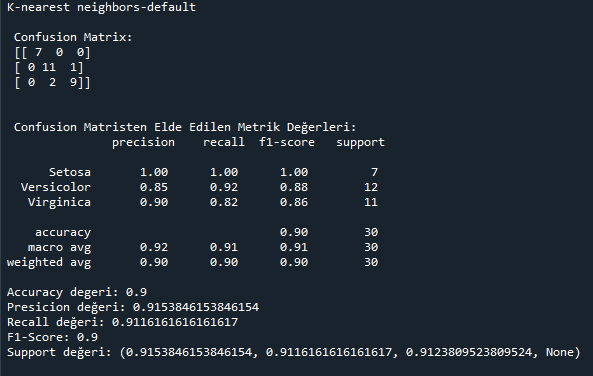 K-nearest neighbors-default
Confusion Matrix:
[[ 7  0  0]
[ 0 11  1]
[ 0  2  9]]
Confusion Matristen Elde Edilen Metrik Değerleri:
precision    recall  f1-score   support
Setosa       1.00      1.00      1.00         7
Versicolor       0.85      0.92      0.88        12
Virginica       0.90      0.82      0.86        11
accuracy                           0.90        30
macro avg       0.92      0.91      0.91        30
weighted avg       0.90      0.90      0.90        30
Accuracy degeri: 0.9
Presicion değeri: 0.9153846153846154
Recall değeri: 0.9116161616161617
F1-Score: 0.9
Support değeri: (0.9153846153846154, 0.9116161616161617, 0.9123809523809524, None)